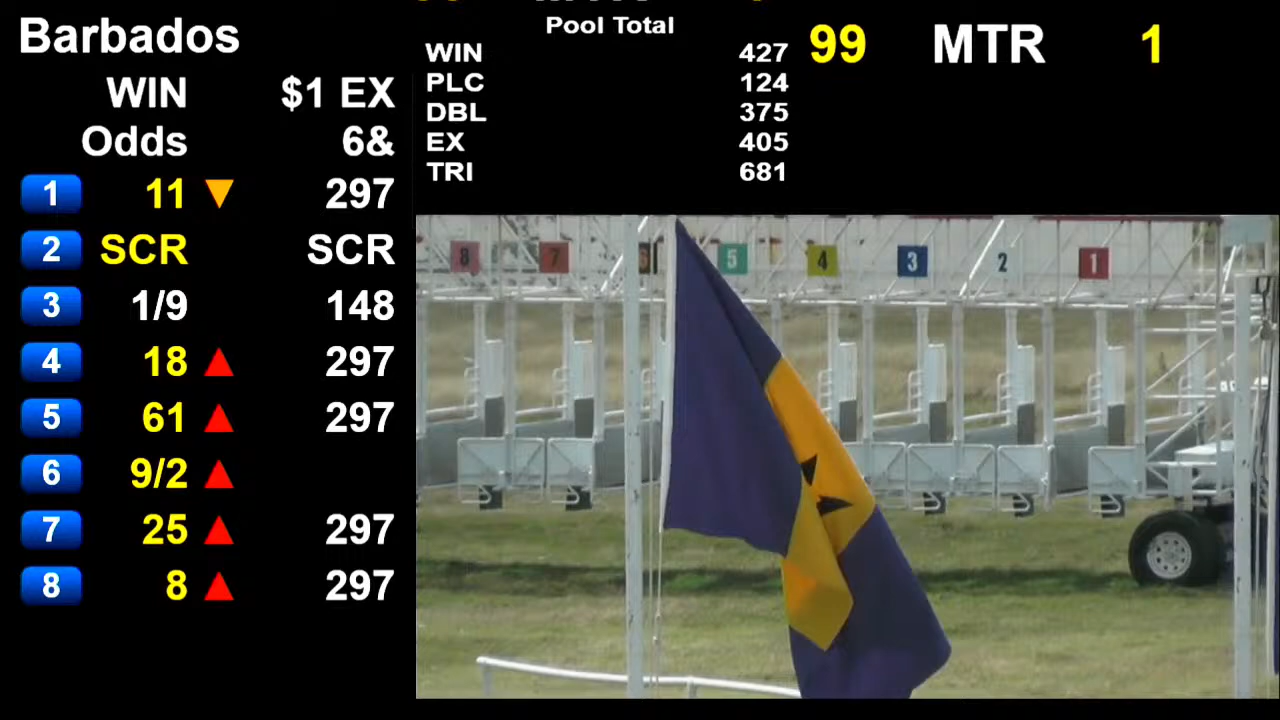 Barbados
WIN $1 EX
Odds 6&
1 11 297
2 SCR SCR
3 1/9 148
4 18 297
5 61 297
6 9/2
7 25 297
8 8 297
Pool Total
WIN 427
PLC 124
DBL 375
EX 405
TRI 681
99 MTR 1
8 7 6 5 4 3 2 1